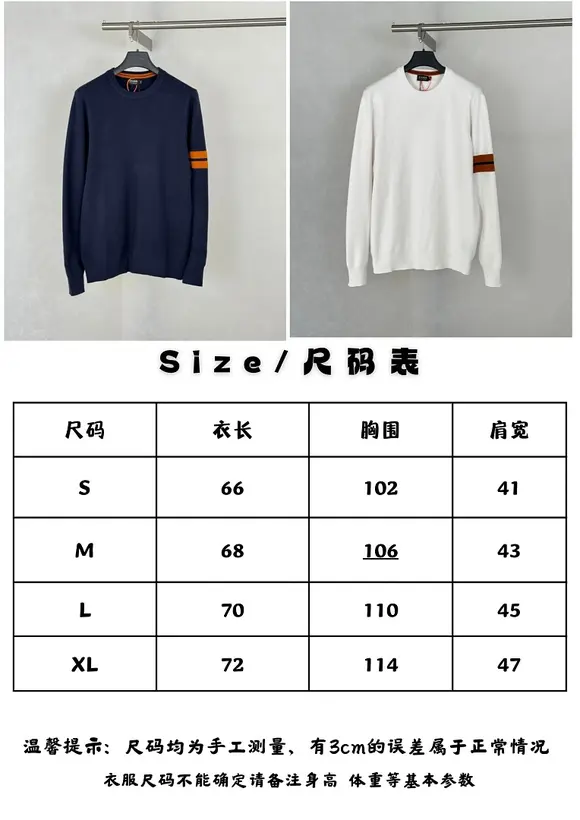 Size/尺码表
尺码 衣长 胸围 肩宽
S 66 102 41
M 68 106 43
L 70 110 45
XL 72 114 47
温馨提示：尺码均为手工测量、有3cm的误差属于正常情况
衣服尺码不能确定请备注身高 体重等基本参数